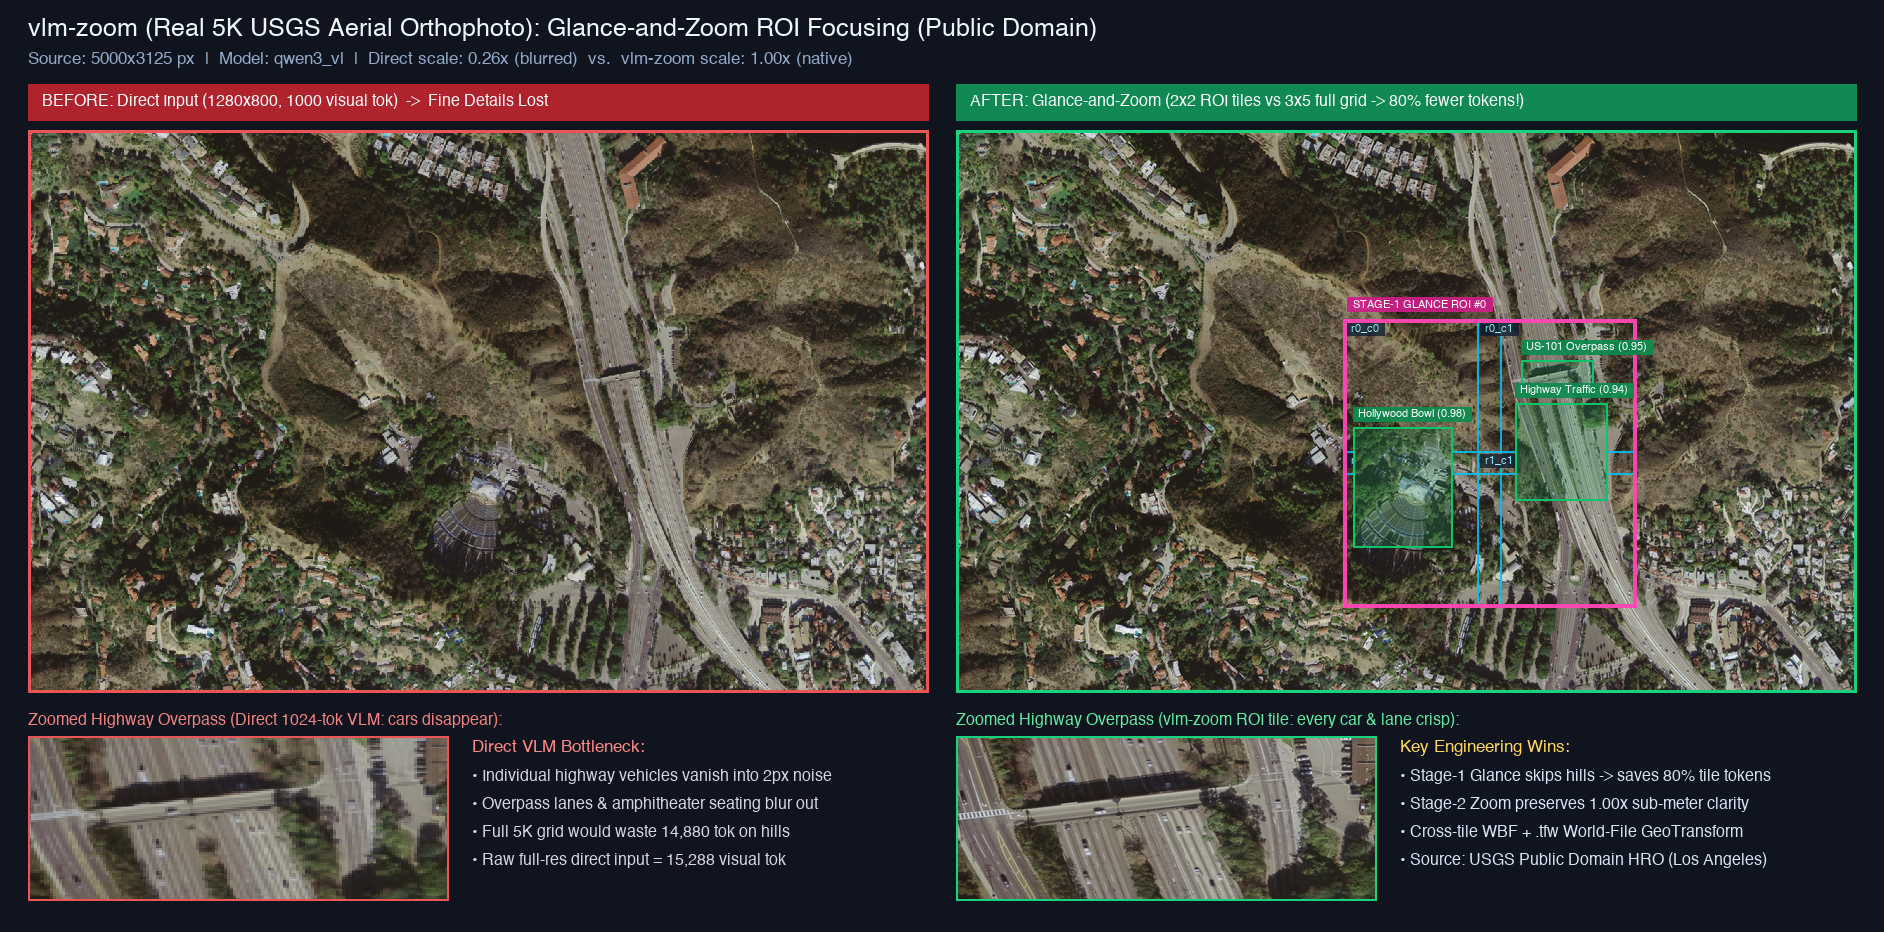 vlm-zoom (Real 5K USGS Aerial Orthophoto): Glance-and-Zoom ROI Focusing (Public Domain)
Source: 5000x3125 px | Model: qwen3_vl | Direct scale: 0.26x (blurred) vs. vlm-zoom scale: 1.00x (native)
BEFORE: Direct Input (1280x800, 1000 visual tok) -> Fine Details Lost
AFTER: Glance-and-Zoom (2x2 ROI tiles vs 3x5 full grid -> 80% fewer tokens!)
STAGE-1 GLANCE ROI #0
r0_c0
r0_c1
US-101 Overpass (0.95)
Highway Traffic (0.94)
Hollywood Bowl (0.98)
r1_c1
Zoomed Highway Overpass (Direct 1024-tok VLM: cars disappear):
Direct VLM Bottleneck:
• Individual highway vehicles vanish into 2px noise
• Overpass lanes & amphitheater seating blur out
• Full 5K grid would waste 14,880 tok on hills
• Raw full-res direct input = 15,288 visual tok
Zoomed Highway Overpass (vlm-zoom ROI tile: every car & lane crisp):
Key Engineering Wins:
• Stage-1 Glance skips hills -> saves 80% tile tokens
• Stage-2 Zoom preserves 1.00x sub-meter clarity
• Cross-tile WBF + .tfw World-File GeoTransform
• Source: USGS Public Domain HRO (Los Angeles)